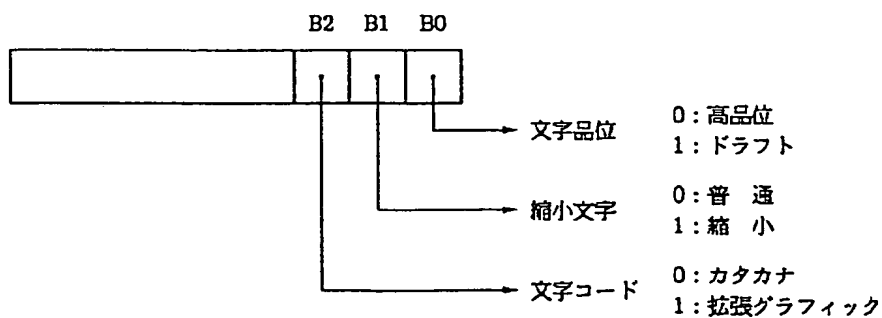 B2 B1 B0
文字品位 0：高品位
1：ドラフト
縮小文字 0：普 通
1：縮 小
文字コード 0：カタカナ
1：拡張グラフィック